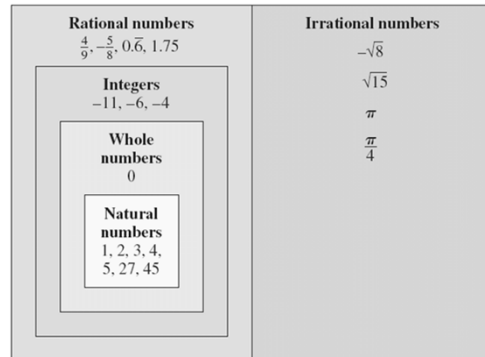 Rational numbers
4/9, −5/8, 0.6̅, 1.75
Integers
−11, −6, −4
Whole
numbers
0
Natural
numbers
1, 2, 3, 4,
5, 27, 45
Irrational numbers
−√8
√15
π
π/4